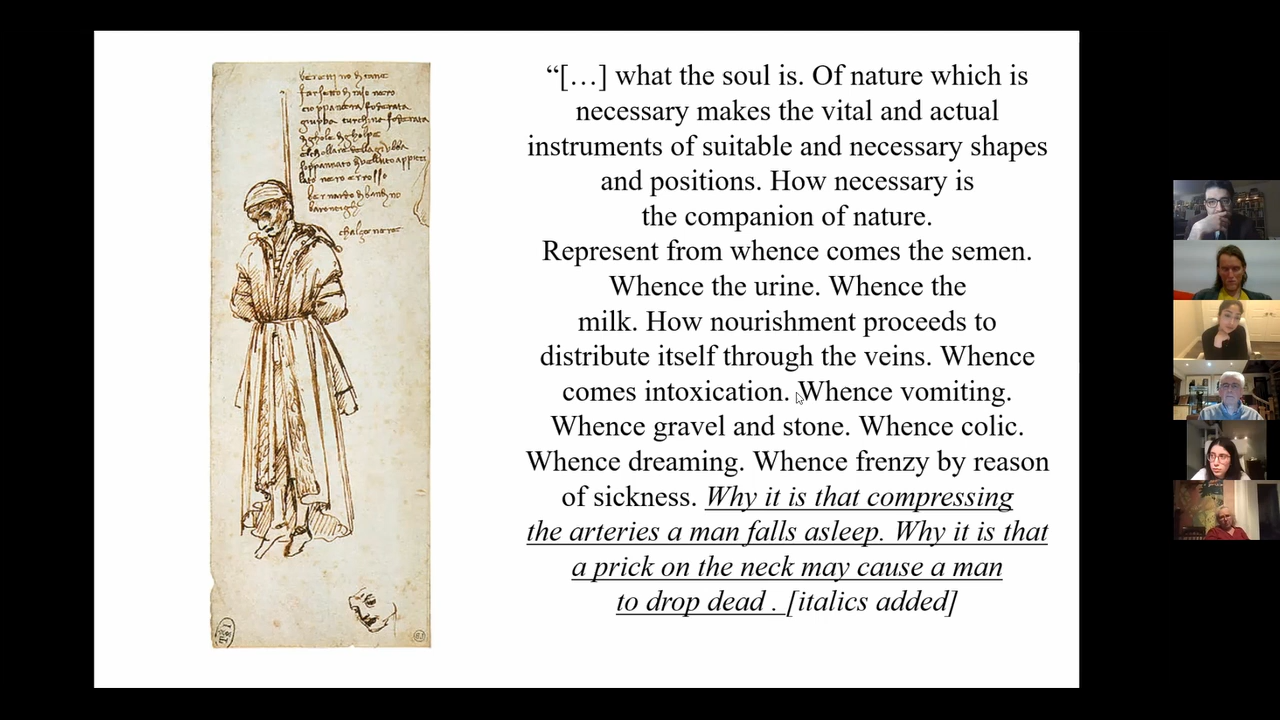 “[…] what the soul is. Of nature which is
necessary makes the vital and actual
instruments of suitable and necessary shapes
and positions. How necessary is
the companion of nature.
Represent from whence comes the semen.
Whence the urine. Whence the
milk. How nourishment proceeds to
distribute itself through the veins. Whence
comes intoxication. Whence vomiting.
Whence gravel and stone. Whence colic.
Whence dreaming. Whence frenzy by reason
of sickness. Why it is that compressing
the arteries a man falls asleep. Why it is that
a prick on the neck may cause a man
to drop dead . [italics added]